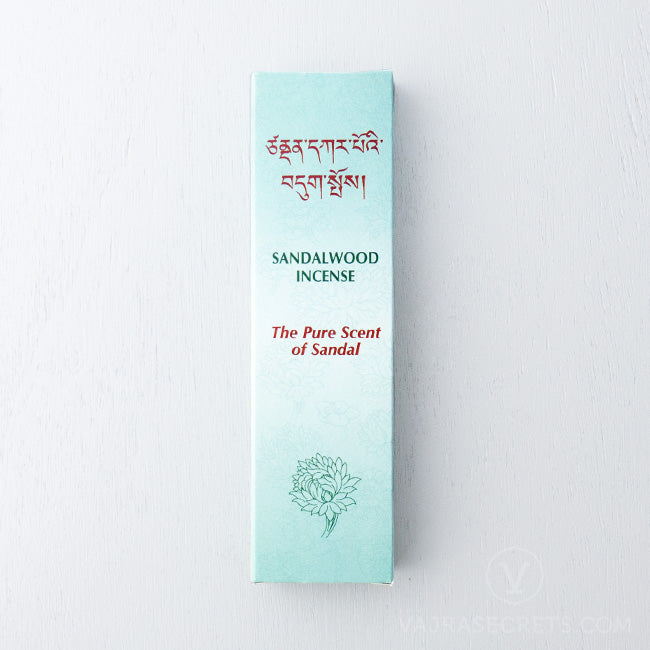 ཙནྡན་དཀར་པོའི་
བདུག་སྤོས།
SANDALWOOD
INCENSE
The Pure Scent
of Sandal
V
VAJRASECRETS.COM